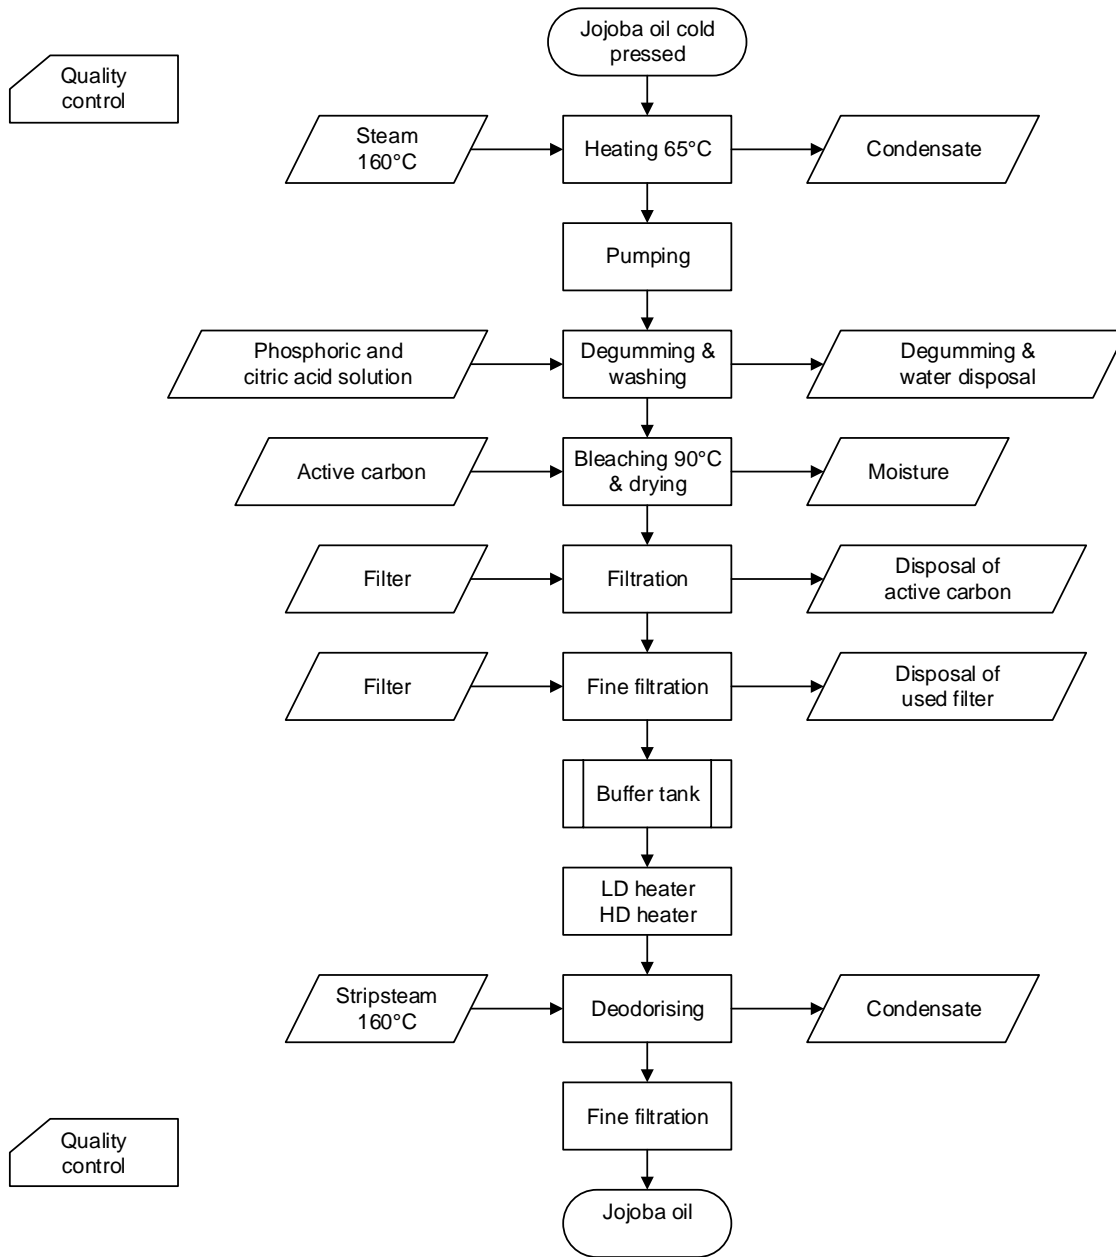 Jojoba oil cold
pressed
Quality
control
Steam
160°C
Heating 65°C
Condensate
Pumping
Phosphoric and
citric acid solution
Degumming &
washing
Degumming &
water disposal
Active carbon
Bleaching 90°C
& drying
Moisture
Filter
Filtration
Disposal of
active carbon
Filter
Fine filtration
Disposal of
used filter
Buffer tank
LD heater
HD heater
Stripsteam
160°C
Deodorising
Condensate
Fine filtration
Quality
control
Jojoba oil